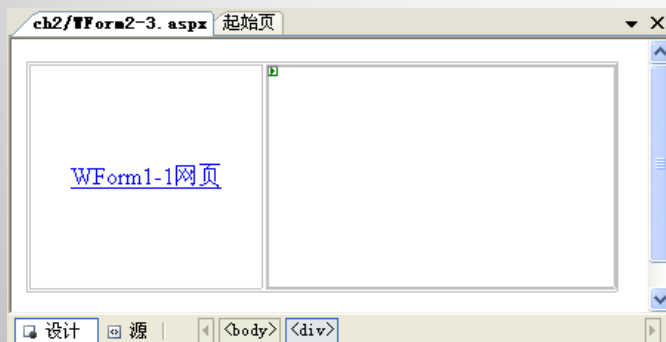 ch2/WForm2-3.aspx 起始页
WForm1-1网页
设计 源 <body> <div>